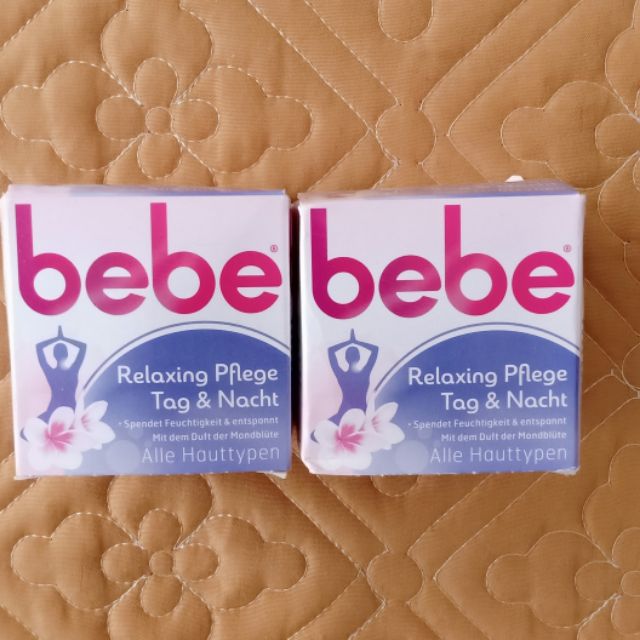 bebe®
Relaxing Pflege
Tag & Nacht
• Spendet Feuchtigkeit & entspannt
Mit dem Duft der Mondblüte
Alle Hauttypen
bebe®
Relaxing Pflege
Tag & Nacht
• Spendet Feuchtigkeit & entspannt
Mit dem Duft der Mondblüte
Alle Hauttypen